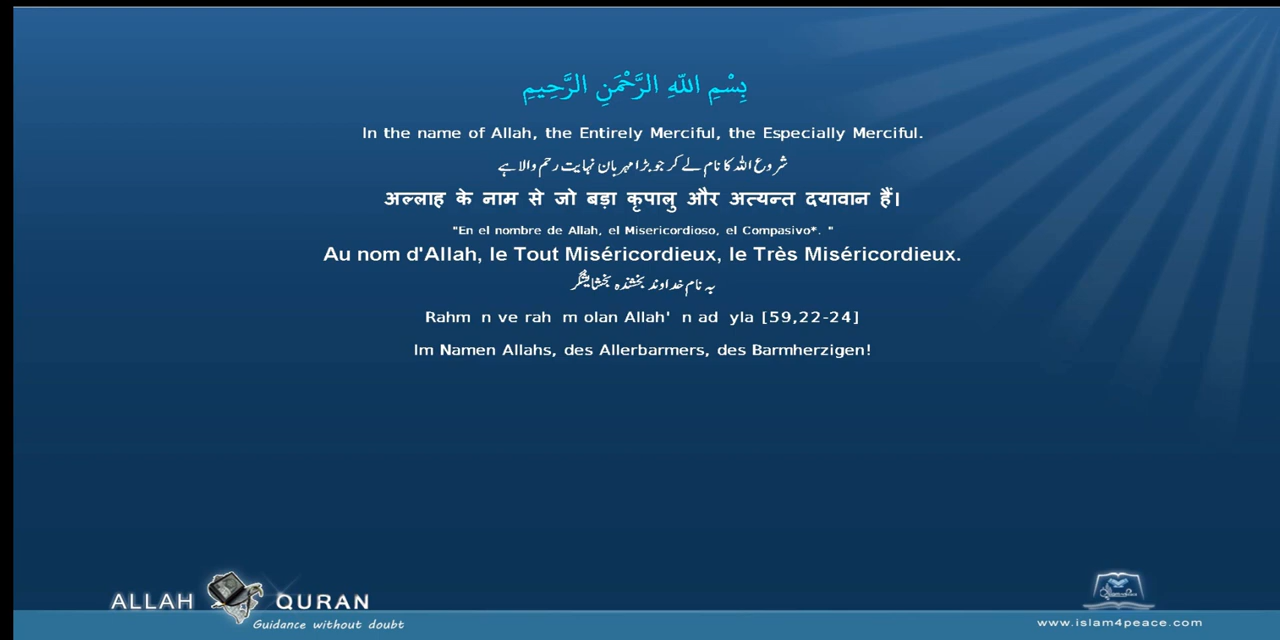 بِسْمِ اللَّهِ الرَّحْمَنِ الرَّحِيمِ
In the name of Allah, the Entirely Merciful, the Especially Merciful.
شروع اللہ کا نام لے کر جو بڑا مہربان نہایت رحم والا ہے
अल्लाह के नाम से जो बड़ा कृपालु और अत्यन्त दयावान हैं।
"En el nombre de Allah, el Misericordioso, el Compasivo*. "
Au nom d'Allah, le Tout Miséricordieux, le Très Miséricordieux.
به نام خداوند بخشنده بخشایشگر
Rahm n ve rah m olan Allah' n ad yla [59,22-24]
Im Namen Allahs, des Allerbarmers, des Barmherzigen!
ALLAH QURAN
Guidance without doubt
www.islam4peace.com